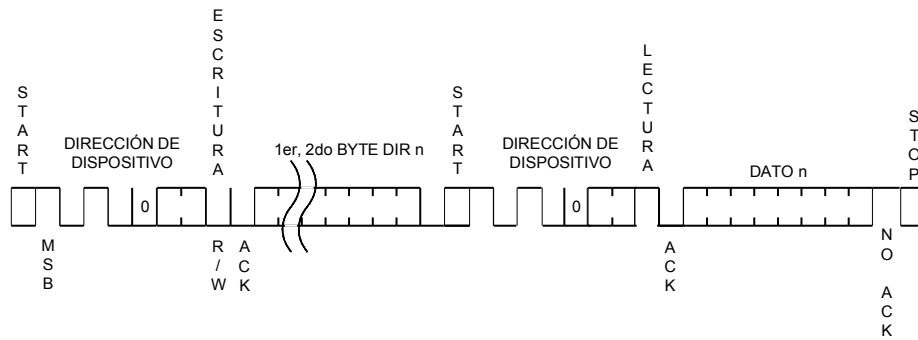 START
DIRECCIÓN DE
DISPOSITIVO
ESCRITURA
1er, 2do BYTE DIR n
START
DIRECCIÓN DE
DISPOSITIVO
LECTURA
DATO n
STOP
0
0
MSB
R/W
ACK
ACK
NO ACK